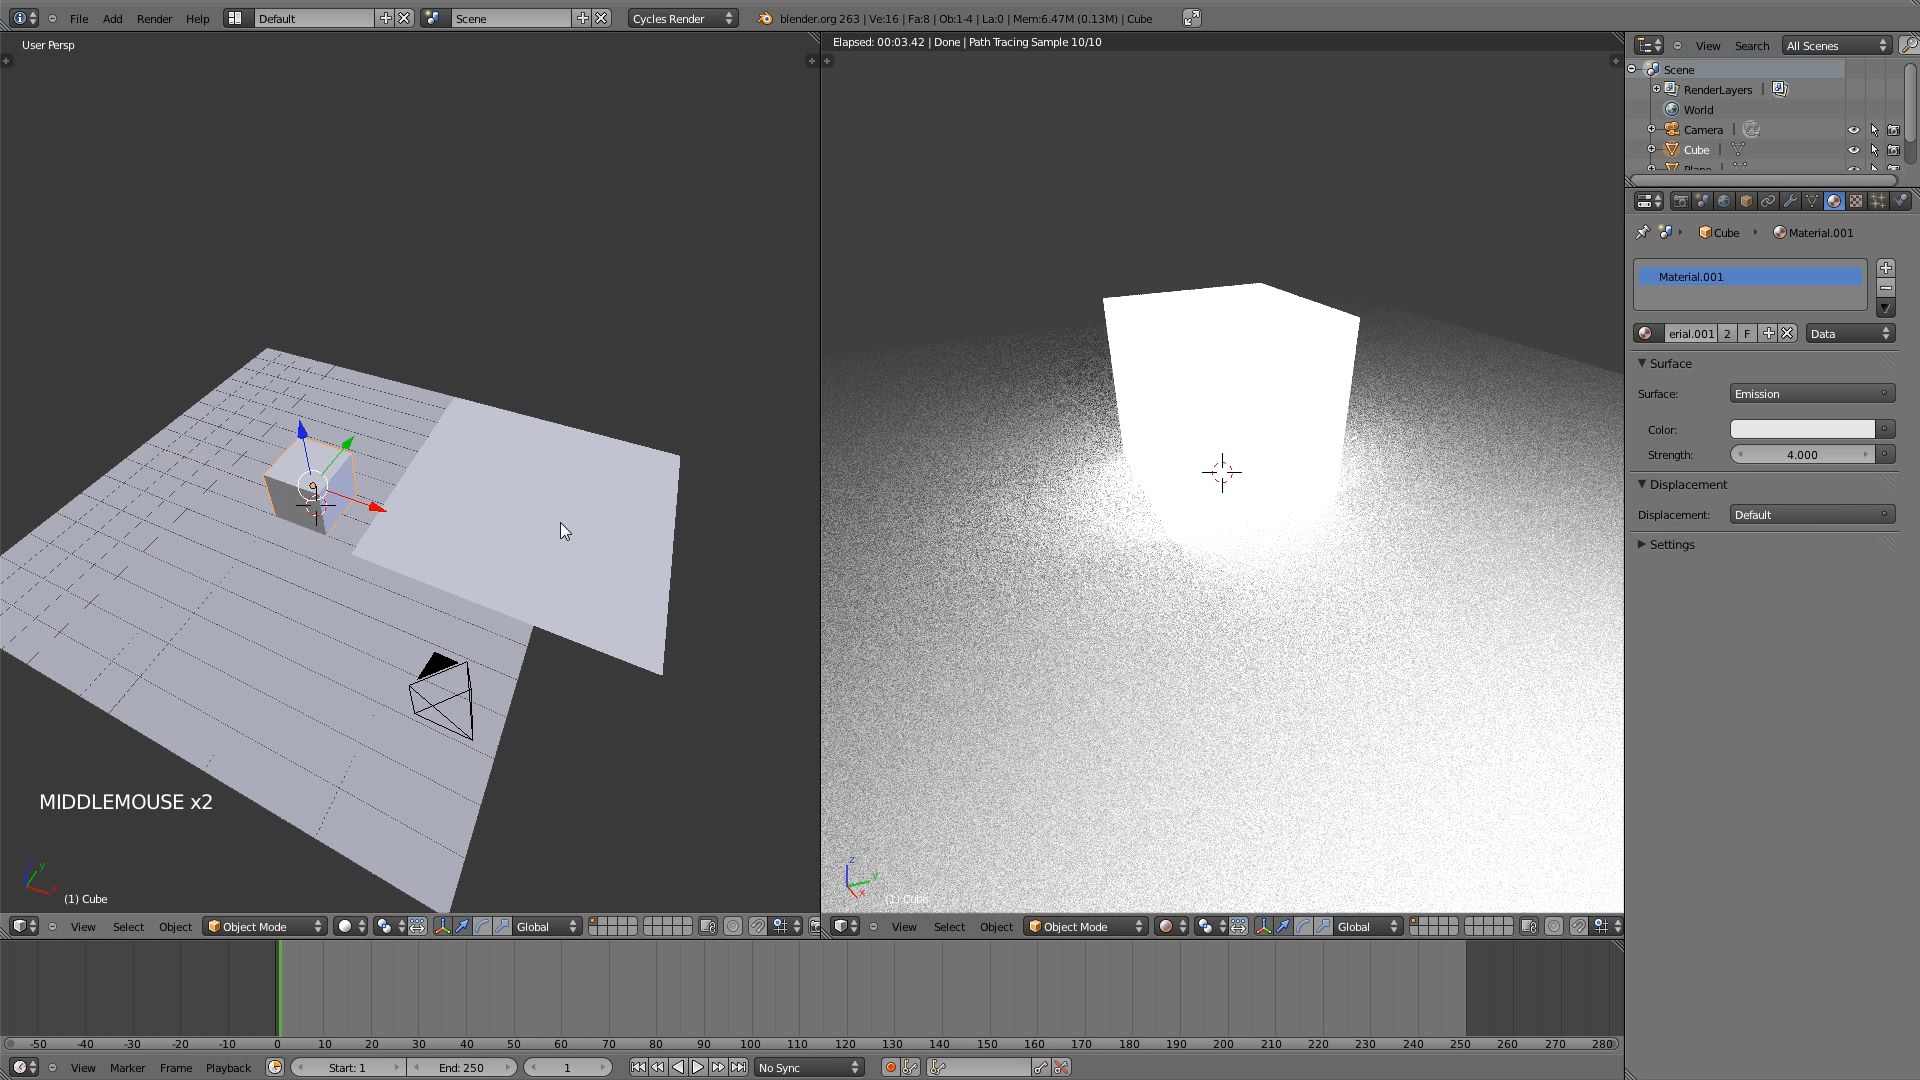 File Add Render Help Default Scene Cycles Render blender.org 263 | Ve:16 | Fa:8 | Ob:1-4 | La:0 | Mem:6.47M (0.13M) | Cube
User Persp
Elapsed: 00:03.42 | Done | Path Tracing Sample 10/10
View Search All Scenes
Scene
RenderLayers
World
Camera
Cube
Plane
Cube Material.001
Material.001
erial.001 2 F Data
Surface
Surface: Emission
Color:
Strength: 4.000
Displacement
Displacement: Default
Settings
MIDDLEMOUSE x2
y
x
z
y
x
(1) Cube
(1) Cube
View Select Object Object Mode Global
View Select Object Object Mode Global
-50 -40 -30 -20 -10 0 10 20 30 40 50 60 70 80 90 100 110 120 130 140 150 160 170 180 190 200 210 220 230 240 250 260 270 280
View Marker Frame Playback Start: 1 End: 250 1 No Sync